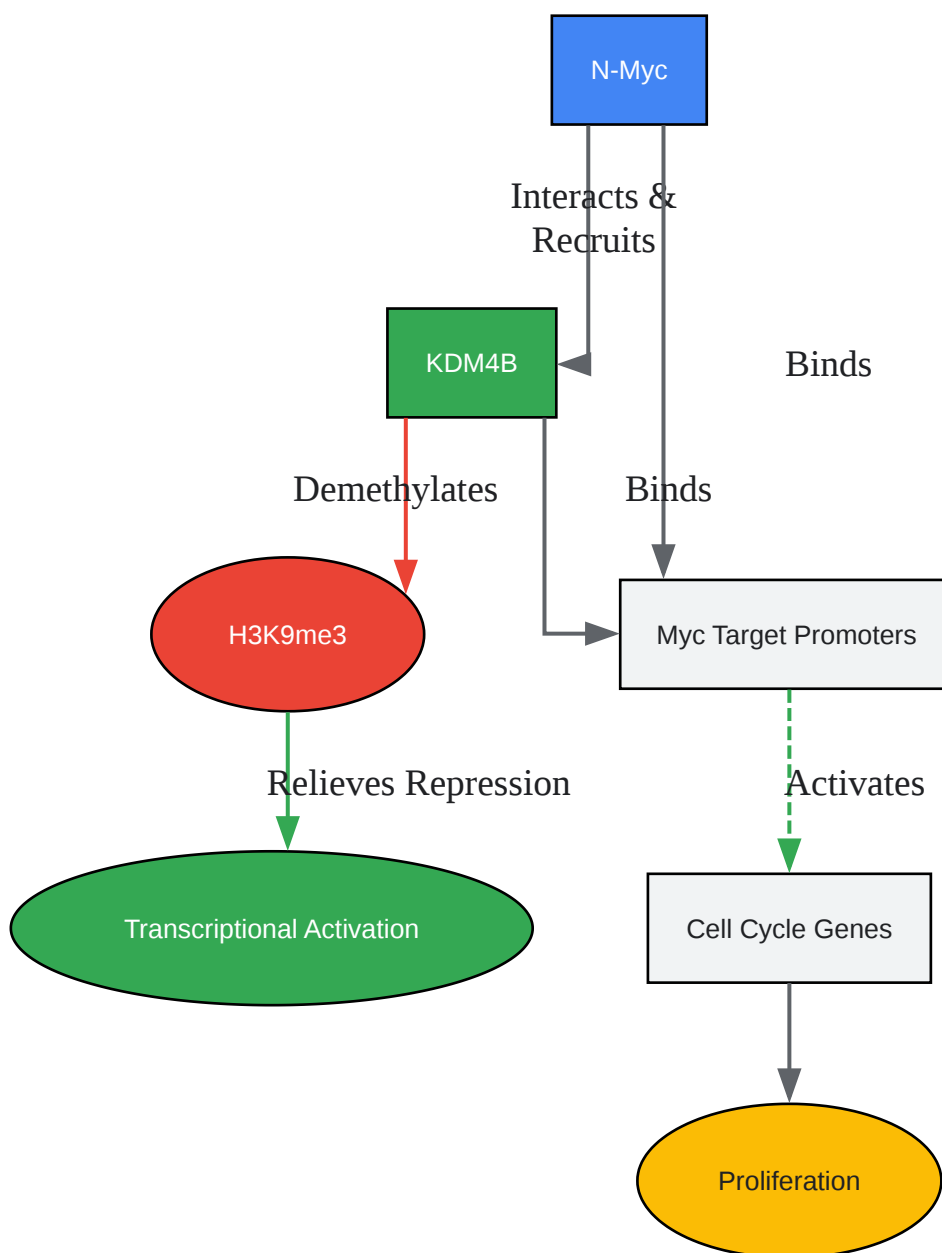 N-Myc
Interacts &
Recruits
KDM4B
Binds
Demethylates
Binds
H3K9me3
Myc Target Promoters
Relieves Repression
Activates
Transcriptional Activation
Cell Cycle Genes
Proliferation